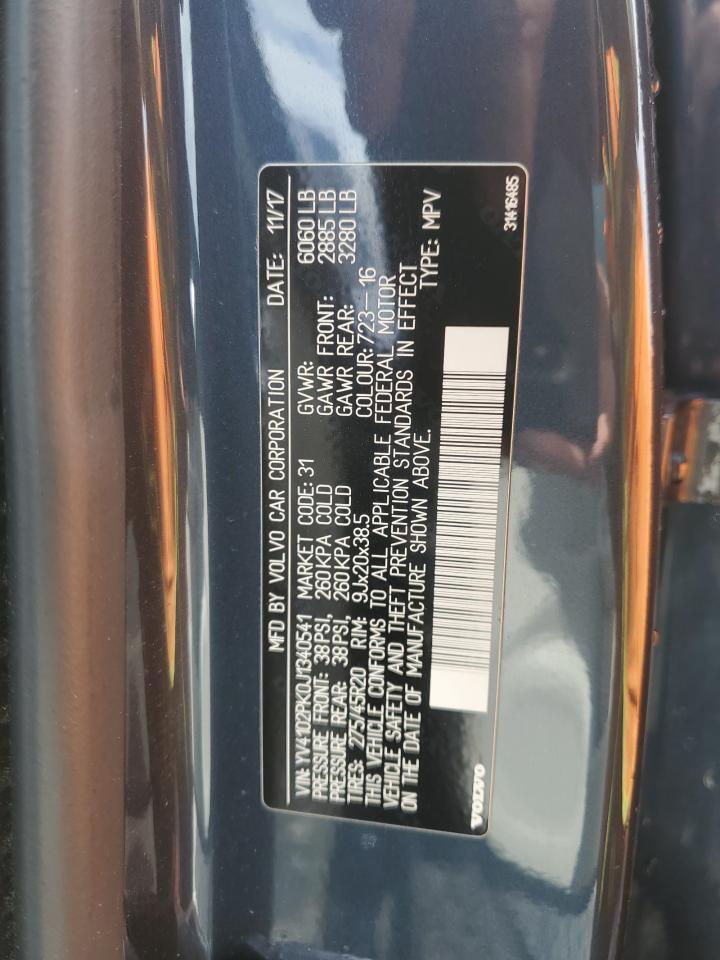 MFD BY VOLVO CAR CORPORATION DATE: 11/17
VIN: YV4102PK0J1340541 MARKET CODE: 31 GVWR: 6060 LB
PRESSURE FRONT: 38PSI, 260KPA COLD GAWR FRONT: 2885 LB
PRESSURE REAR: 38PSI, 260KPA COLD GAWR REAR: 3280 LB
TIRES: 275/45R20 RIM: 9Jx20x38.5 COLOUR: 723- 16
THIS VEHICLE CONFORMS TO ALL APPLICABLE FEDERAL MOTOR
VEHICLE SAFETY AND THEFT PREVENTION STANDARDS IN EFFECT
ON THE DATE OF MANUFACTURE SHOWN ABOVE. TYPE: MPV
VOLVO 31416485